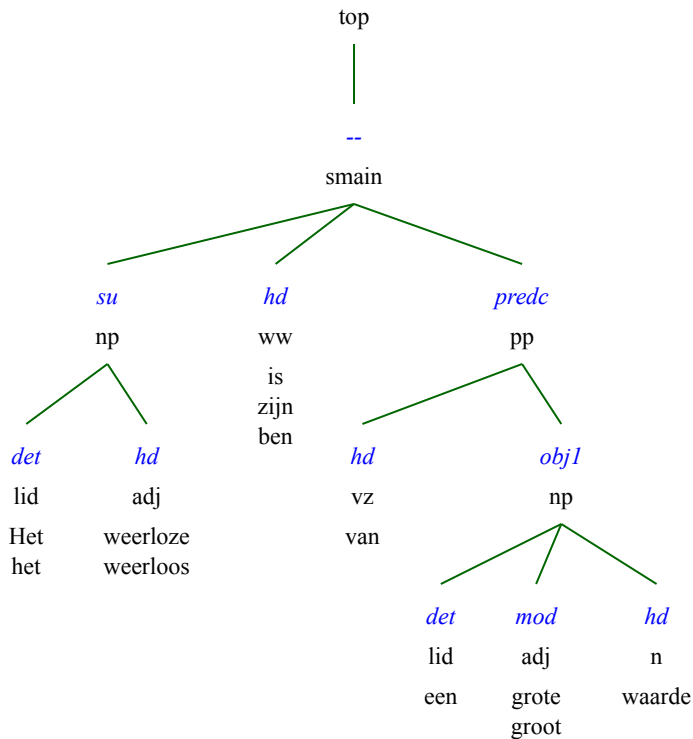 top
--
smain
su hd predc
np ww pp
is
zijn
ben
det hd hd obj1
lid adj vz np
Het weerloze van
het weerloos
det mod hd
lid adj n
een grote waarde
groot